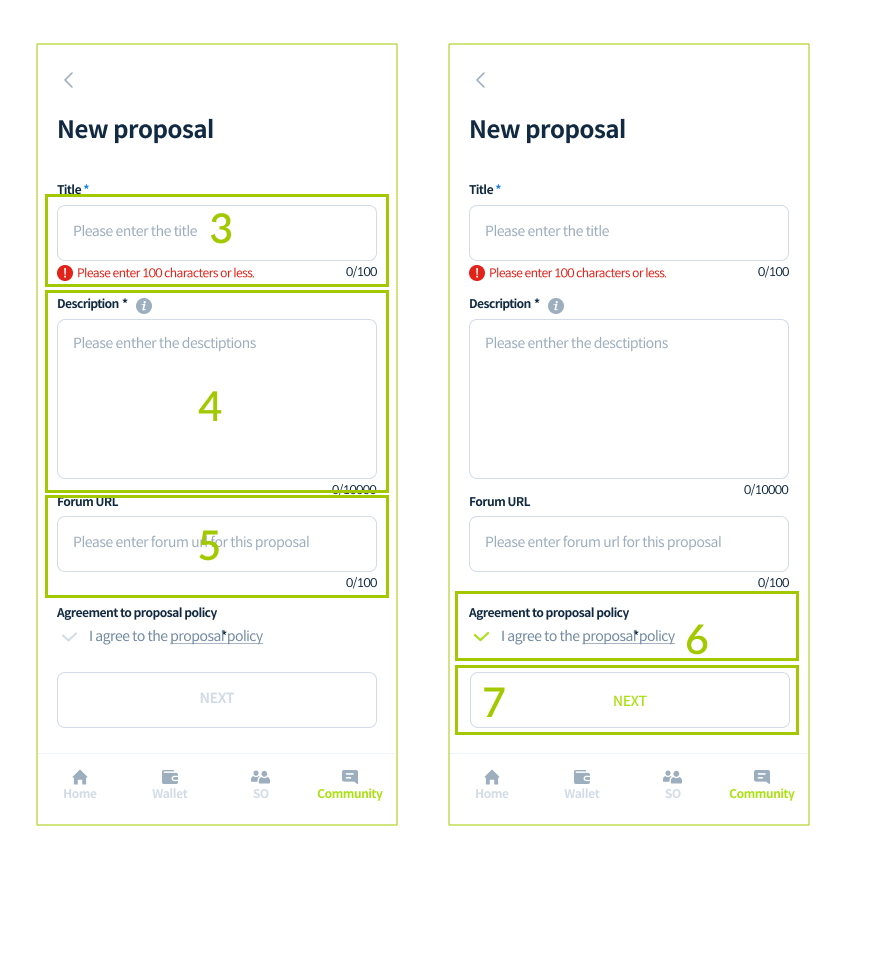 New proposal
Title *
Please enter the title
3
! Please enter 100 characters or less.
0/100
Description * i
Please enther the desctiptions
4
0/10000
Forum URL
Please enter forum url for this proposal
5
0/100
Agreement to proposal policy
I agree to the proposal policy*
NEXT
Home
Wallet
SO
Community
New proposal
Title *
Please enter the title
! Please enter 100 characters or less.
0/100
Description * i
Please enther the desctiptions
0/10000
Forum URL
Please enter forum url for this proposal
0/100
Agreement to proposal policy
I agree to the proposal policy*
6
7
NEXT
Home
Wallet
SO
Community